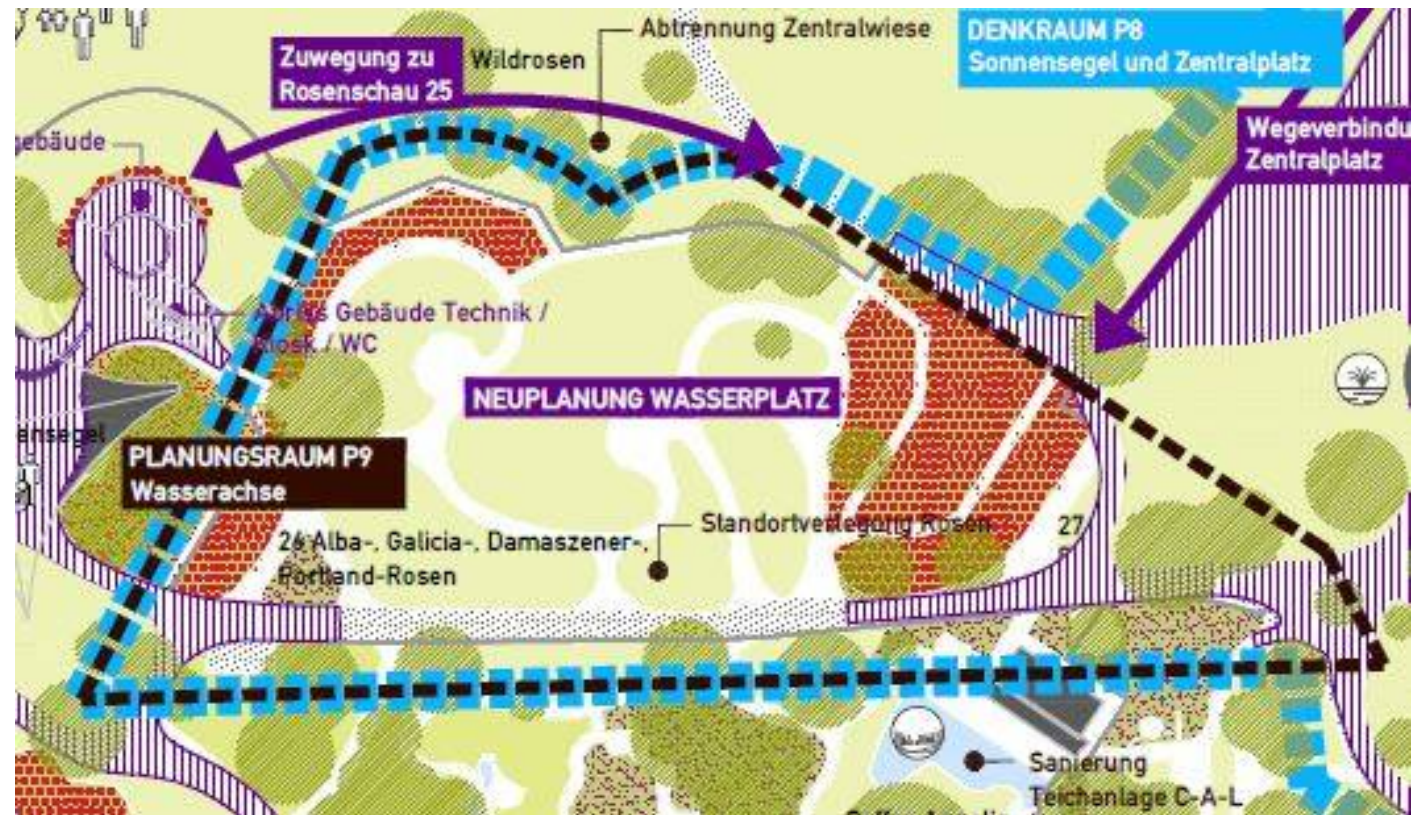 Abtrennung Zentralwiese
DENKRAUM P8
Sonnensegel und Zentralplatz
Zuwegung zu
Rosenschau 25
Wildrosen
gebäude
Wegeverbindu
Zentralplatz
Abriss Gebäude Technik /
Kiosk / WC
NEUPLANUNG WASSERPLATZ
ensegel
PLANUNGSRAUM P9
Wasserachse
26 Alba-, Galicia-, Damaszener-,
Portland-Rosen
Standortverlegung Rosen
27
Sanierung
Teichanlage C-A-L